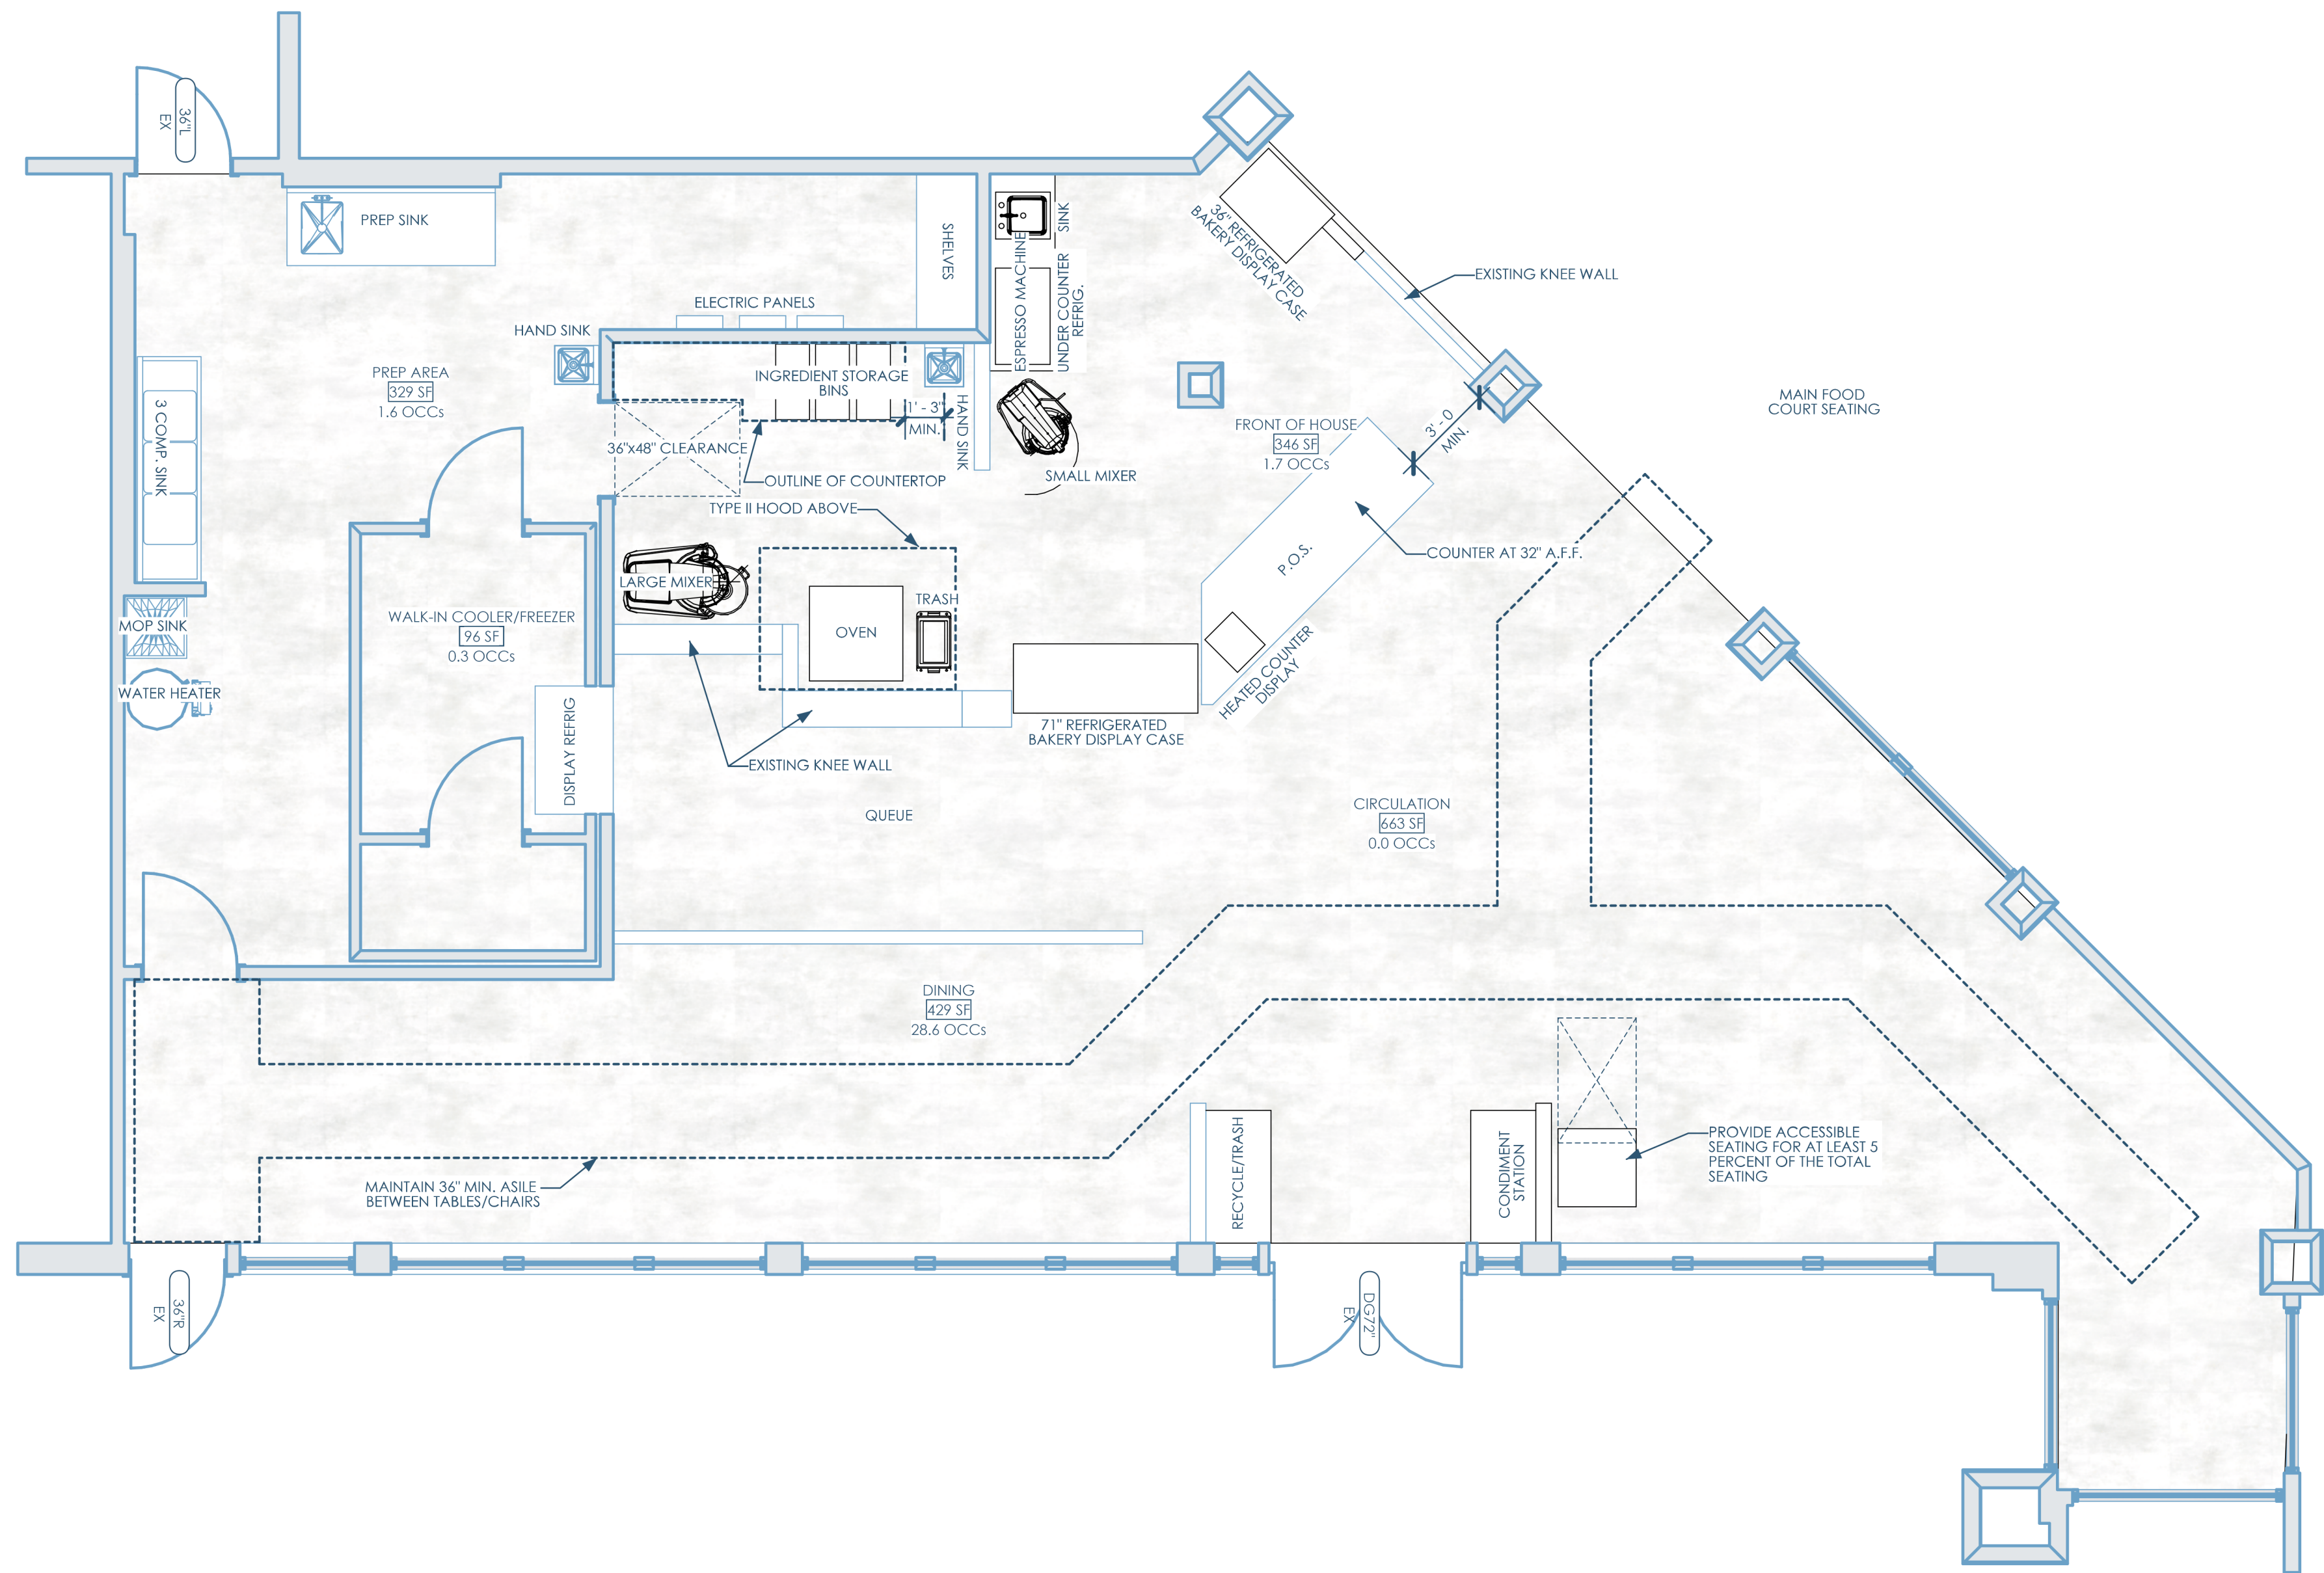 36"L
EX
PREP SINK
SHELVES
ESPRESSO MACHINE
SINK
UNDER COUNTER
REFRIG.
36" REFRIGERATED
BAKERY DISPLAY CASE
EXISTING KNEE WALL
ELECTRIC PANELS
HAND SINK
PREP AREA
329 SF
1.6 OCCs
3 COMP. SINK
INGREDIENT STORAGE
BINS
1' - 3"
MIN.
HAND SINK
36"x48" CLEARANCE
OUTLINE OF COUNTERTOP
SMALL MIXER
FRONT OF HOUSE
346 SF
1.7 OCCs
3' - 0
MIN.
MAIN FOOD
COURT SEATING
TYPE II HOOD ABOVE
COUNTER AT 32" A.F.F.
P.O.S.
LARGE MIXER
TRASH
OVEN
MOP SINK
WALK-IN COOLER/FREEZER
96 SF
0.3 OCCs
WATER HEATER
DISPLAY REFRIG
HEATED COUNTER
DISPLAY
71" REFRIGERATED
BAKERY DISPLAY CASE
EXISTING KNEE WALL
QUEUE
CIRCULATION
663 SF
0.0 OCCs
DINING
429 SF
28.6 OCCs
MAINTAIN 36" MIN. ASILE
BETWEEN TABLES/CHAIRS
RECYCLE/TRASH
CONDIMENT
STATION
PROVIDE ACCESSIBLE
SEATING FOR AT LEAST 5
PERCENT OF THE TOTAL
SEATING
36"R
EX
DG72"
EX